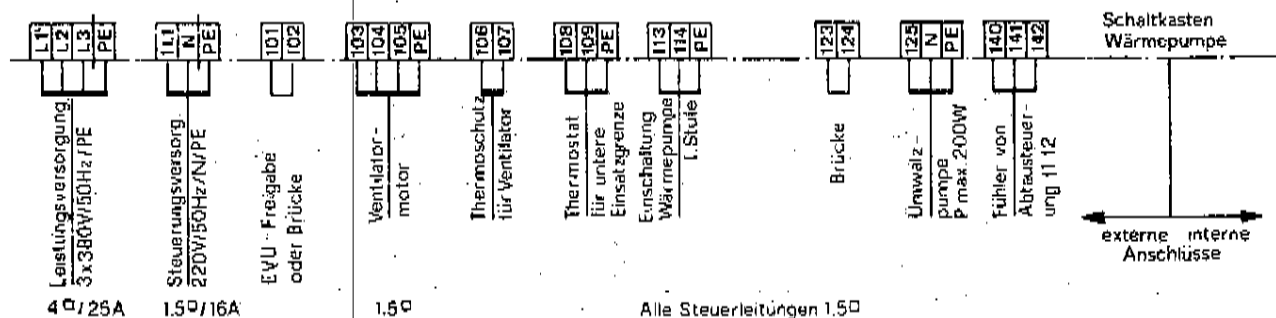 L1 L2 L3 PE
1L1 N PE
101 102
103 104 105 PE
106 107
108 109 PE
113 114 PE
123 124
125 N PE
140 141 142
Schaltkasten
Wärmepumpe
Leistungsversorgung
3x380V/50Hz/PE
Steuerungsversorg.
220V/50Hz/N/PE
EVU-Freigabe
oder Brücke
Ventilator-
motor
Thermoschutz
für Ventilator
Thermostat
für untere
Einsatzgrenze
Einschaltung
Wärmepumpe
1.Stufe
Brücke
Umwälz-
pumpe
P max. 200W
Fühler von
Abtausteuer-
ung 1112
externe interne
Anschlüsse
4□/25A
1.5□/16A
1.5□
Alle Steuerleitungen 1.5□